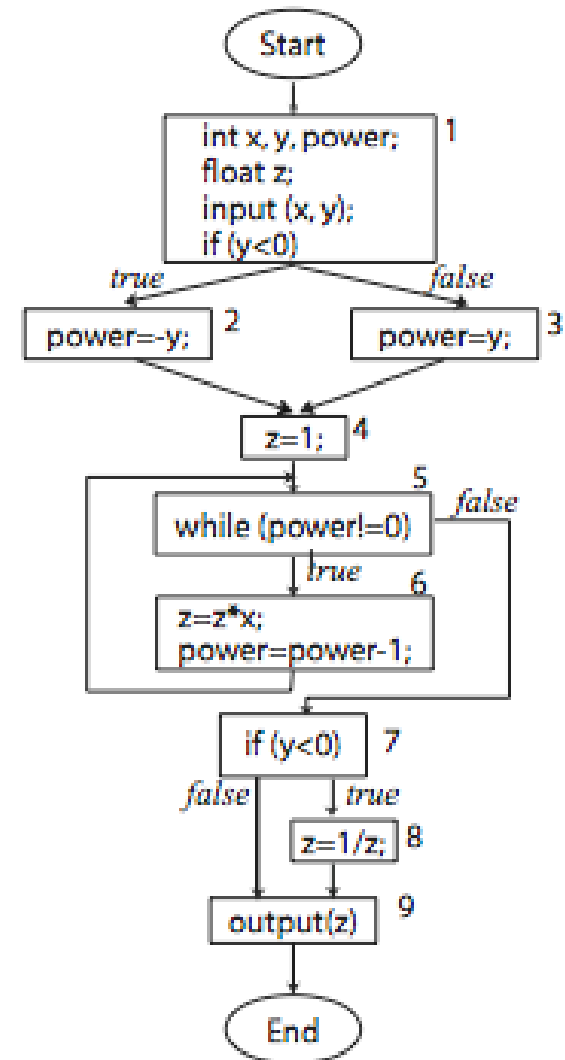 Start
int x, y, power; 1
float z;
input (x, y);
if (y<0)
true false
power=-y; 2
power=y; 3
z=1; 4
5
while (power!=0) false
true
6
z=z*x;
power=power-1;
if (y<0) 7
false true
z=1/z; 8
output(z) 9
End